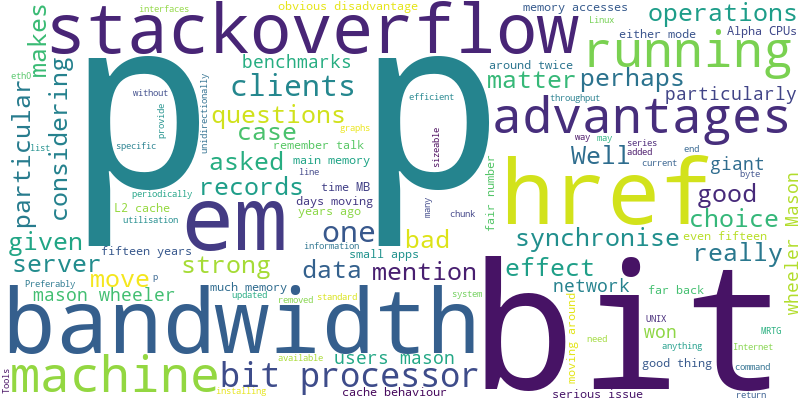 interfaces
obvious disadvantage
memory accesses
stackoverflow
Linux
operations
either mode
Alpha CPUs
makes
benchmarks
running
around twice
eth0
clients
matter
perhaps
without
efficient
throughput
particularly
particular
considering
unidirectionally
p p
questions
advantages
provide
case
graphs
way
may
series
added
current
end
list
specific
remember talk
sizeable
line
asked
main memory
Well
giant
byte
periodically
records
time MB
href
good
L2 cache
days moving
many
chunk
fair number
choice
utilisation
years ago
em
one
information
bad
synchronise
even fifteen
Wheeler Mason
given
fifteen years
small apps
really
server
strong
data
mention
effect
move
p
Preferably
much memory
network
far back
mason wheeler
updated
removed
standard
system
bandwidth
moving around
bit
UNIX
won
need
anything
MRTG
Internet
machine
available
users mason
good thing
Tools
bit processor
command
installing
cache behaviour
serious issue
return